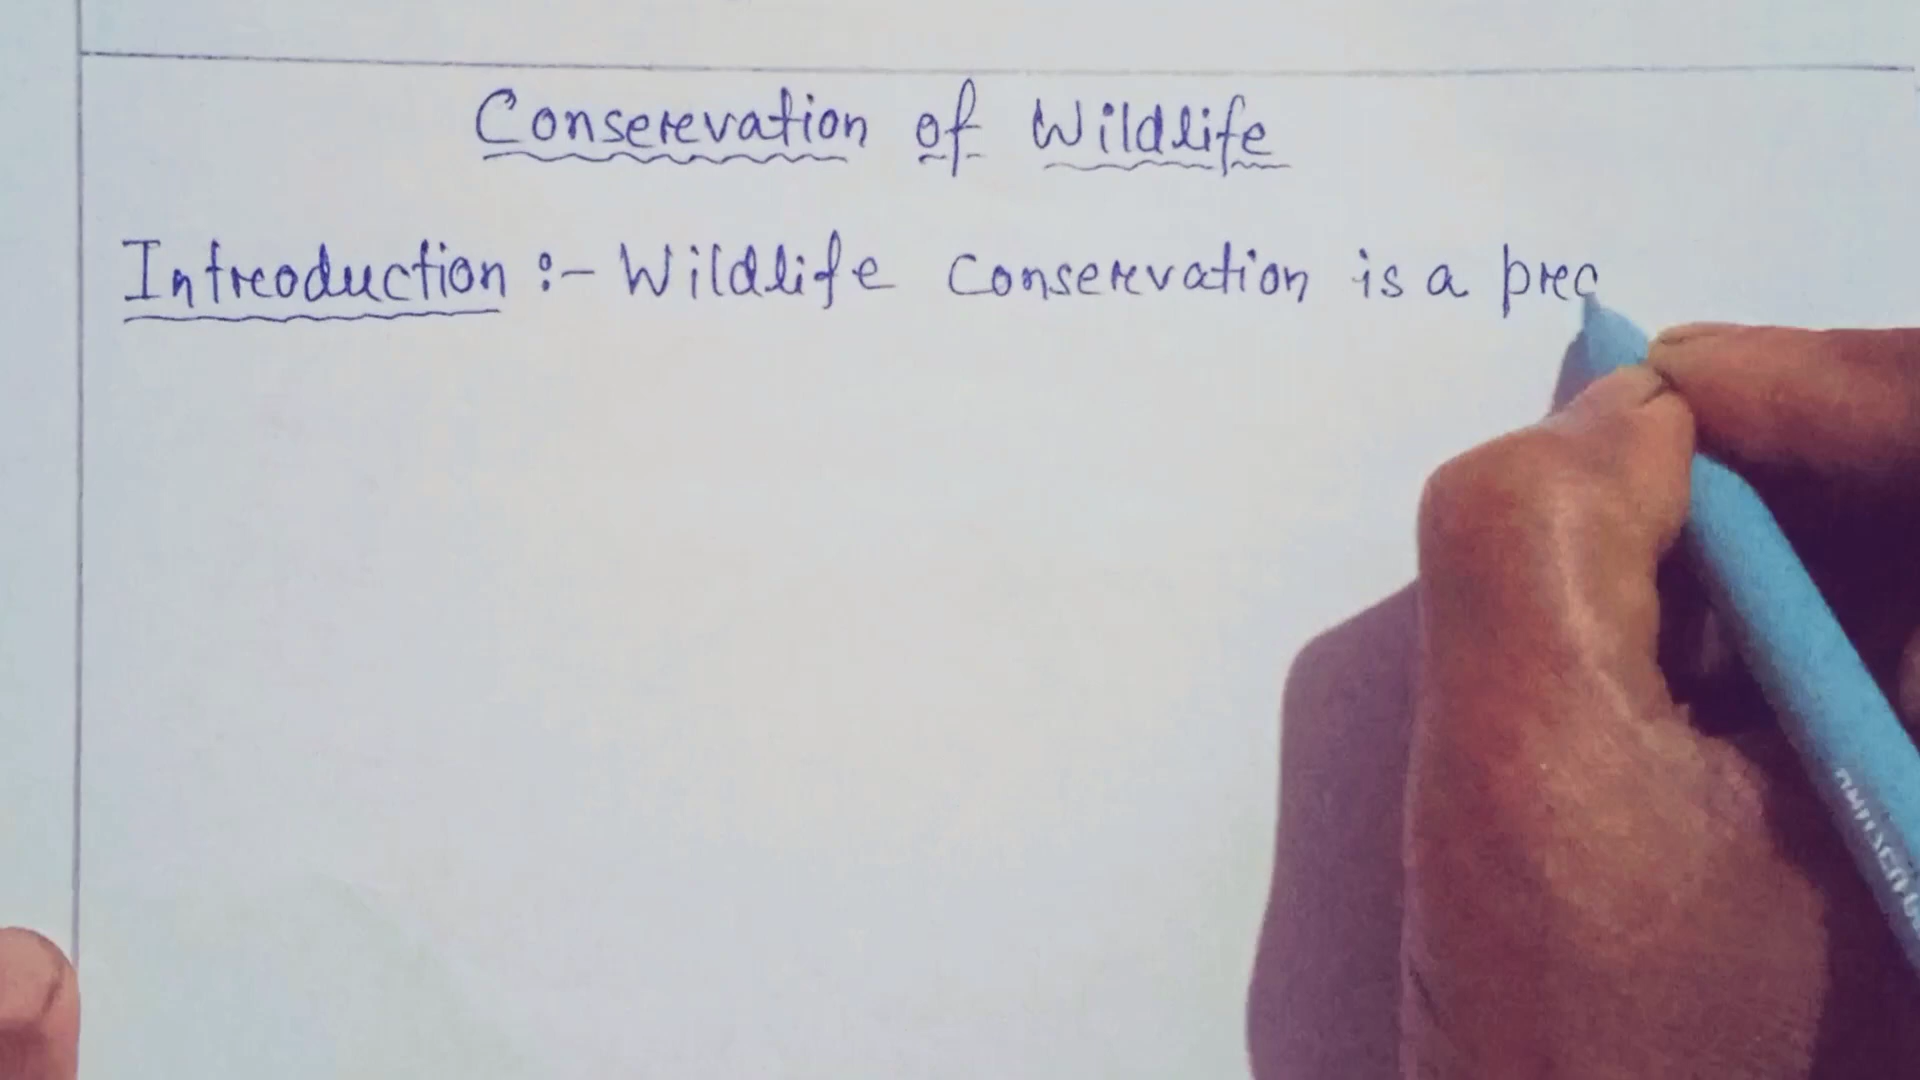 Conservation of Wildlife
Introduction :- Wildlife Conservation is a